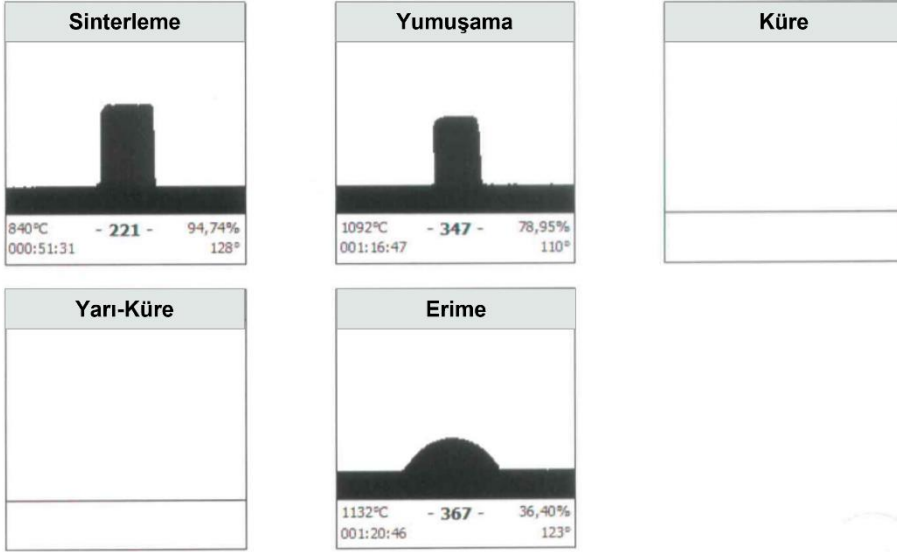 Sinterleme
840°C - 221 - 94,74%
000:51:31 128°
Yumuşama
1092°C - 347 - 78,95%
001:16:47 110°
Küre
Yarı-Küre
Erime
1132°C - 367 - 36,40%
001:20:46 123°